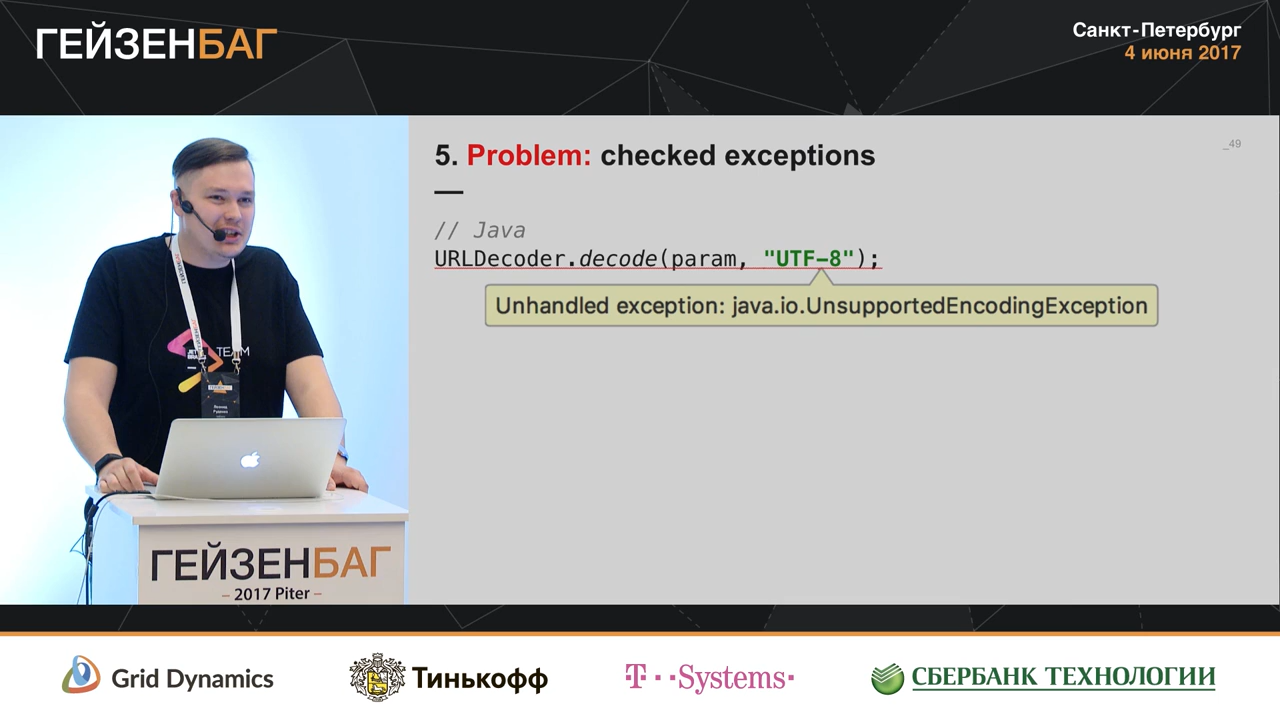 ГЕЙЗЕНБАГ
Санкт-Петербург
4 июня 2017
5. Problem: checked exceptions
_49
// Java
URLDecoder.decode(param, "UTF-8");
Unhandled exception: java.io.UnsupportedEncodingException
TEAM
ГЕЙЗЕНБАГ
– 2017 Piter –
Grid Dynamics
Тинькофф
T··Systems·
СБЕРБАНК ТЕХНОЛОГИИ